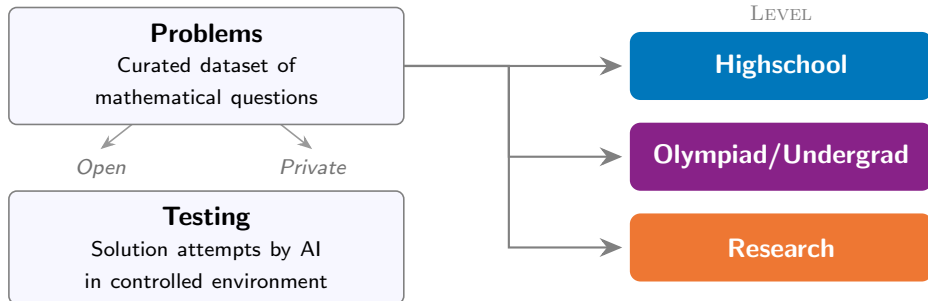 Problems
Curated dataset of
mathematical questions
Open
Private
Testing
Solution attempts by AI
in controlled environment
LEVEL
Highschool
Olympiad/Undergrad
Research